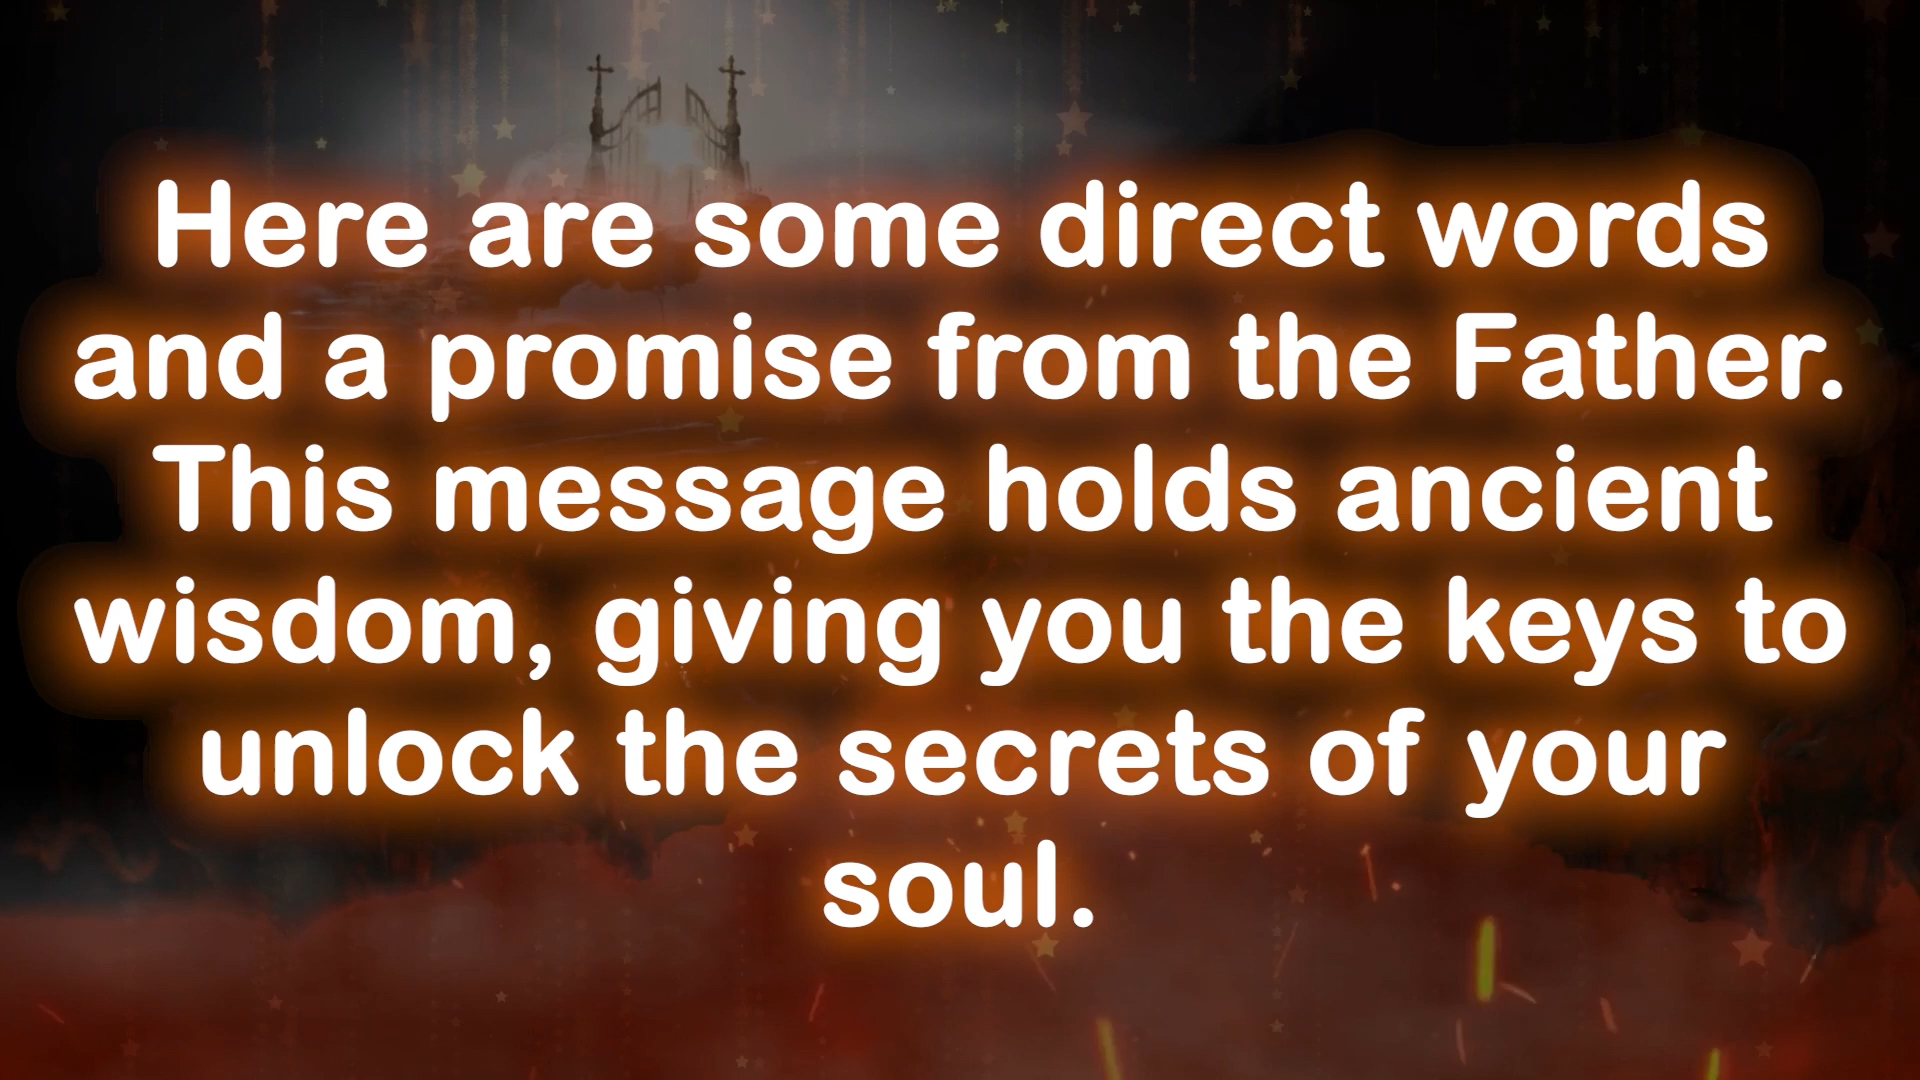 Here are some direct words
and a promise from the Father.
This message holds ancient
wisdom, giving you the keys to
unlock the secrets of your
soul.